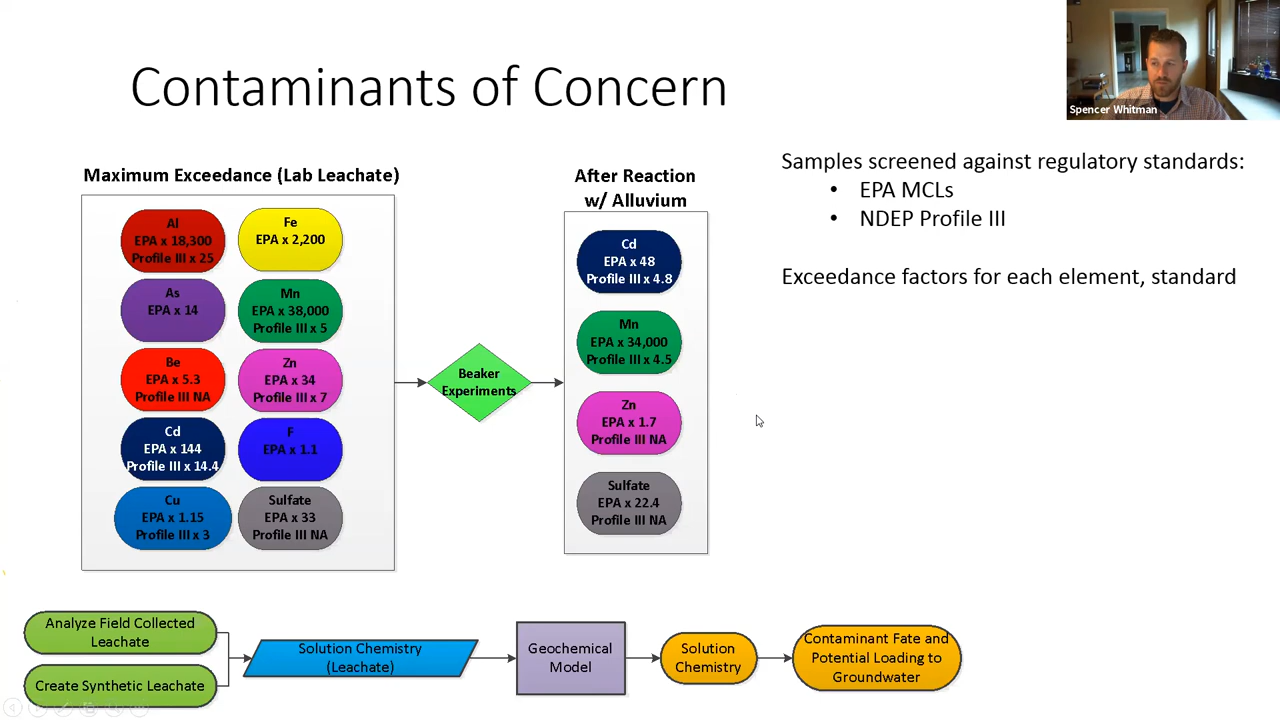 Contaminants of Concern
Spencer Whitman
Maximum Exceedance (Lab Leachate)
Al
EPA x 18,300
Profile III x 25
Fe
EPA x 2,200
As
EPA x 14
Mn
EPA x 38,000
Profile III x 5
Be
EPA x 5.3
Profile III NA
Zn
EPA x 34
Profile III x 7
Cd
EPA x 144
Profile III x 14.4
F
EPA x 1.1
Cu
EPA x 1.15
Profile III x 3
Sulfate
EPA x 33
Profile III NA
Beaker
Experiments
After Reaction
w/ Alluvium
Cd
EPA x 48
Profile III x 4.8
Mn
EPA x 34,000
Profile III x 4.5
Zn
EPA x 1.7
Profile III NA
Sulfate
EPA x 22.4
Profile III NA
Samples screened against regulatory standards:
• EPA MCLs
• NDEP Profile III
Exceedance factors for each element, standard
Analyze Field Collected
Leachate
Create Synthetic Leachate
Solution Chemistry
(Leachate)
Geochemical
Model
Solution
Chemistry
Contaminant Fate and
Potential Loading to
Groundwater